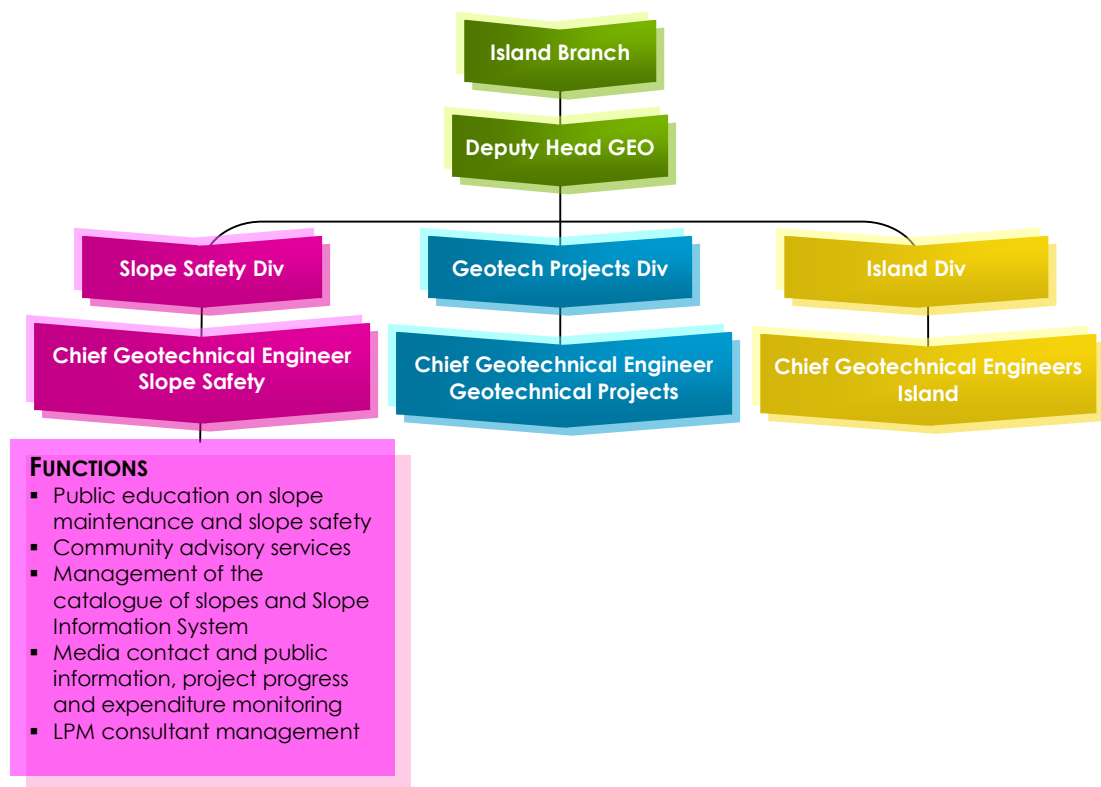 Island Branch
Deputy Head GEO
Slope Safety Div
Geotech Projects Div
Island Div
Chief Geotechnical Engineer
Slope Safety
Chief Geotechnical Engineer
Geotechnical Projects
Chief Geotechnical Engineers
Island
FUNCTIONS
▪ Public education on slope
maintenance and slope safety
▪ Community advisory services
▪ Management of the
catalogue of slopes and Slope
Information System
▪ Media contact and public
information, project progress
and expenditure monitoring
▪ LPM consultant management